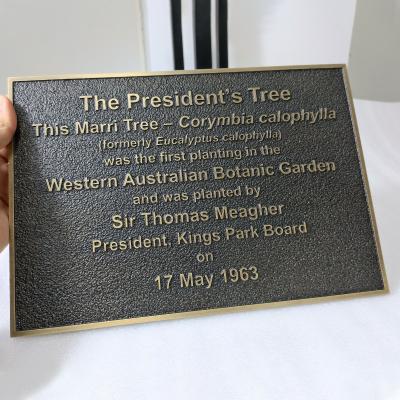 The President's Tree
This Marri Tree – Corymbia calophylla
(formerly Eucalyptus calophylla)
was the first planting in the
Western Australian Botanic Garden
and was planted by
Sir Thomas Meagher
President, Kings Park Board
on
17 May 1963